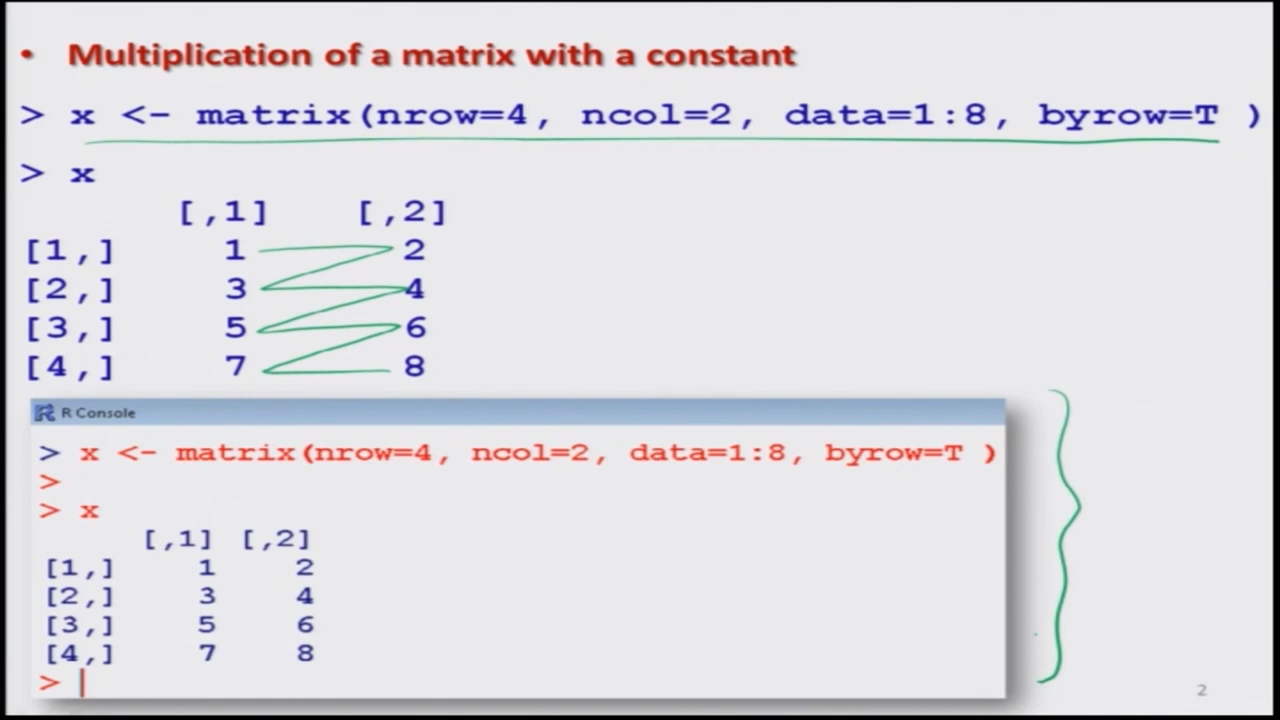 • Multiplication of a matrix with a constant
> x <- matrix(nrow=4, ncol=2, data=1:8, byrow=T )
> x
[,1] [,2]
[1,] 1 2
[2,] 3 4
[3,] 5 6
[4,] 7 8
R Console
> x <- matrix(nrow=4, ncol=2, data=1:8, byrow=T )
>
> x
[,1] [,2]
[1,] 1 2
[2,] 3 4
[3,] 5 6
[4,] 7 8
>
2